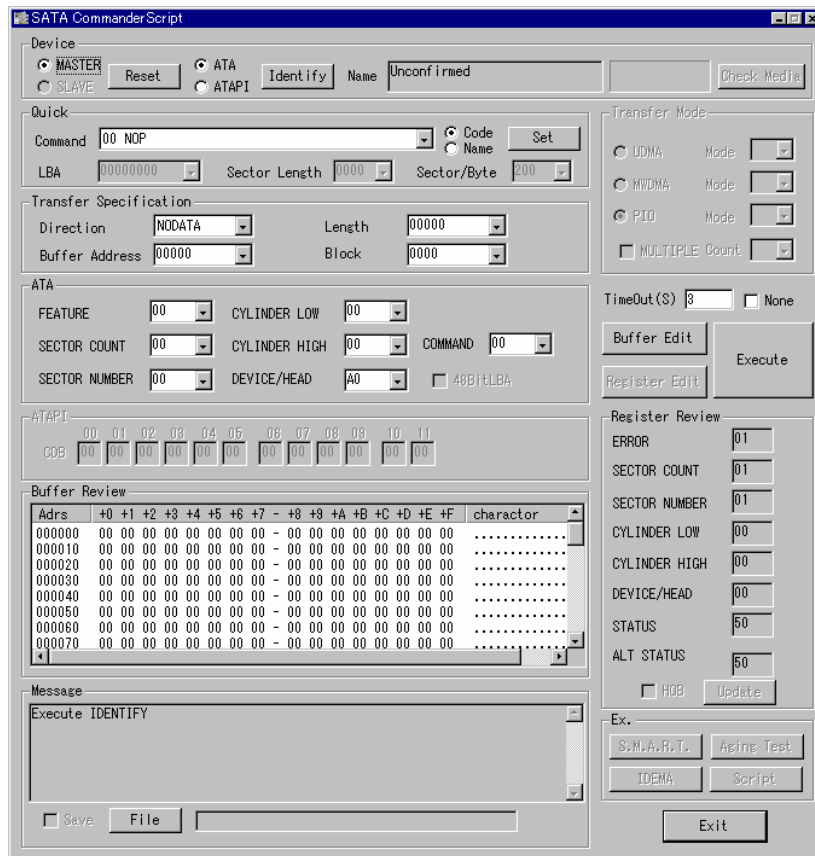 SATA CommanderScript
Device
MASTER
SLAVE
Reset
ATA
ATAPI
Identify
Name
Unconfirmed
Check Media
Quick
Command
00 NOP
Code
Name
Set
LBA
00000000
Sector Length
0000
Sector/Byte
200
Transfer Specification
Direction
NODATA
Length
00000
Buffer Address
00000
Block
0000
ATA
FEATURE
00
CYLINDER LOW
00
SECTOR COUNT
00
CYLINDER HIGH
00
COMMAND
00
SECTOR NUMBER
00
DEVICE/HEAD
A0
48BitLBA
ATAPI
00 01 02 03 04 05 06 07 08 09 10 11
CDB 00 00 00 00 00 00 00 00 00 00 00 00
Buffer Review
Adrs +0 +1 +2 +3 +4 +5 +6 +7 - +8 +9 +A +B +C +D +E +F charactor
000000 00 00 00 00 00 00 00 00 - 00 00 00 00 00 00 00 00 .............
000010 00 00 00 00 00 00 00 00 - 00 00 00 00 00 00 00 00 .............
000020 00 00 00 00 00 00 00 00 - 00 00 00 00 00 00 00 00 .............
000030 00 00 00 00 00 00 00 00 - 00 00 00 00 00 00 00 00 .............
000040 00 00 00 00 00 00 00 00 - 00 00 00 00 00 00 00 00 .............
000050 00 00 00 00 00 00 00 00 - 00 00 00 00 00 00 00 00 .............
000060 00 00 00 00 00 00 00 00 - 00 00 00 00 00 00 00 00 .............
000070 00 00 00 00 00 00 00 00 - 00 00 00 00 00 00 00 00 .............
Message
Execute IDENTIFY
Save
File
Transfer Mode
UDMA Mode
MWDMA Mode
PIO Mode
MULTIPLE Count
TimeOut(S)
3
None
Buffer Edit
Register Edit
Execute
Register Review
ERROR 01
SECTOR COUNT 01
SECTOR NUMBER 01
CYLINDER LOW 00
CYLINDER HIGH 00
DEVICE/HEAD 00
STATUS 50
ALT STATUS 50
HOB
Update
Ex.
S.M.A.R.T.
Aging Test
IDEMA
Script
Exit